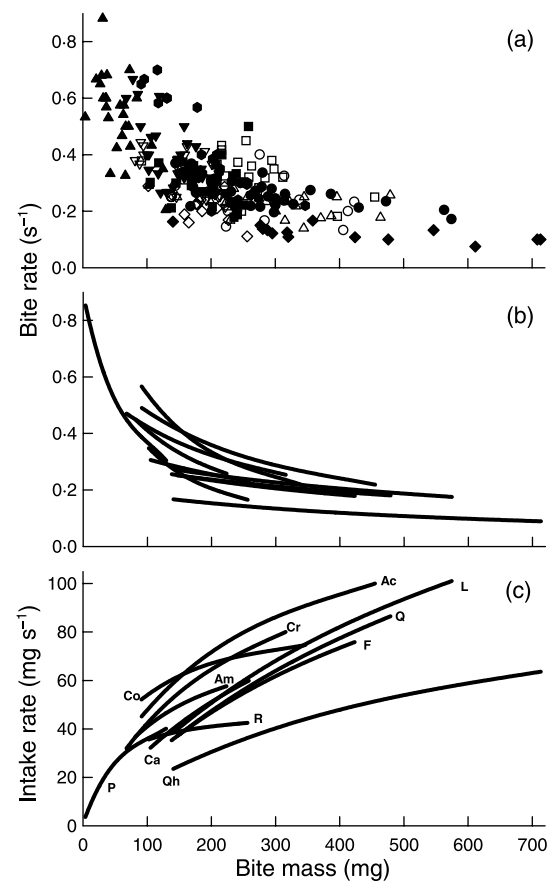 (a)
0·8
0·6
0·4
0·2
0·0
Bite rate (s⁻¹)
(b)
0·8
0·6
0·4
0·2
0·0
(c)
100
80
60
40
20
0
Intake rate (mg s⁻¹)
Ac
L
Cr
Q
F
Am
Co
R
Ca
Qh
P
0 100 200 300 400 500 600 700
Bite mass (mg)